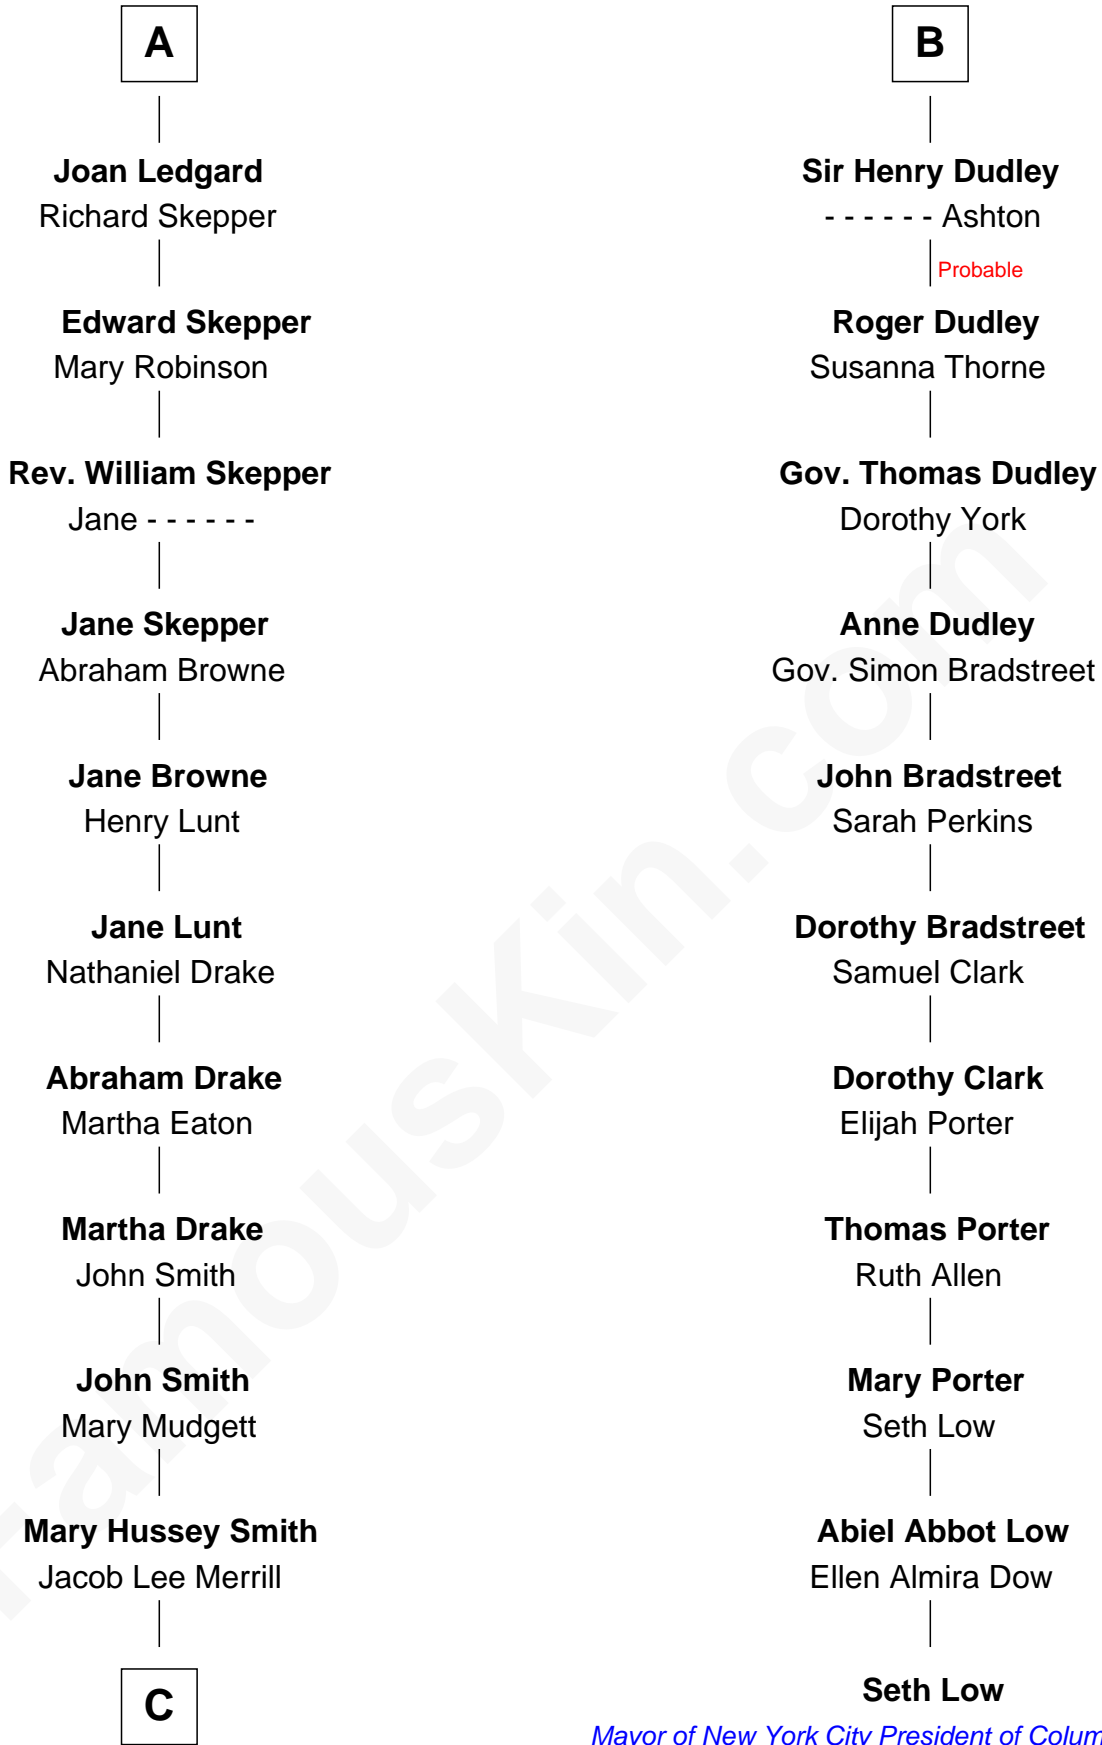 A
Joan Ledgard
Richard Skepper
Edward Skepper
Mary Robinson
Rev. William Skepper
Jane - - - - - -
Jane Skepper
Abraham Browne
Jane Browne
Henry Lunt
Jane Lunt
Nathaniel Drake
Abraham Drake
Martha Eaton
Martha Drake
John Smith
John Smith
Mary Mudgett
Mary Hussey Smith
Jacob Lee Merrill
C
B
Sir Henry Dudley
- - - - - - Ashton
Probable
Roger Dudley
Susanna Thorne
Gov. Thomas Dudley
Dorothy York
Anne Dudley
Gov. Simon Bradstreet
John Bradstreet
Sarah Perkins
Dorothy Bradstreet
Samuel Clark
Dorothy Clark
Elijah Porter
Thomas Porter
Ruth Allen
Mary Porter
Seth Low
Abiel Abbot Low
Ellen Almira Dow
Seth Low
Mayor of New York City President of Colum
FamousKin.com